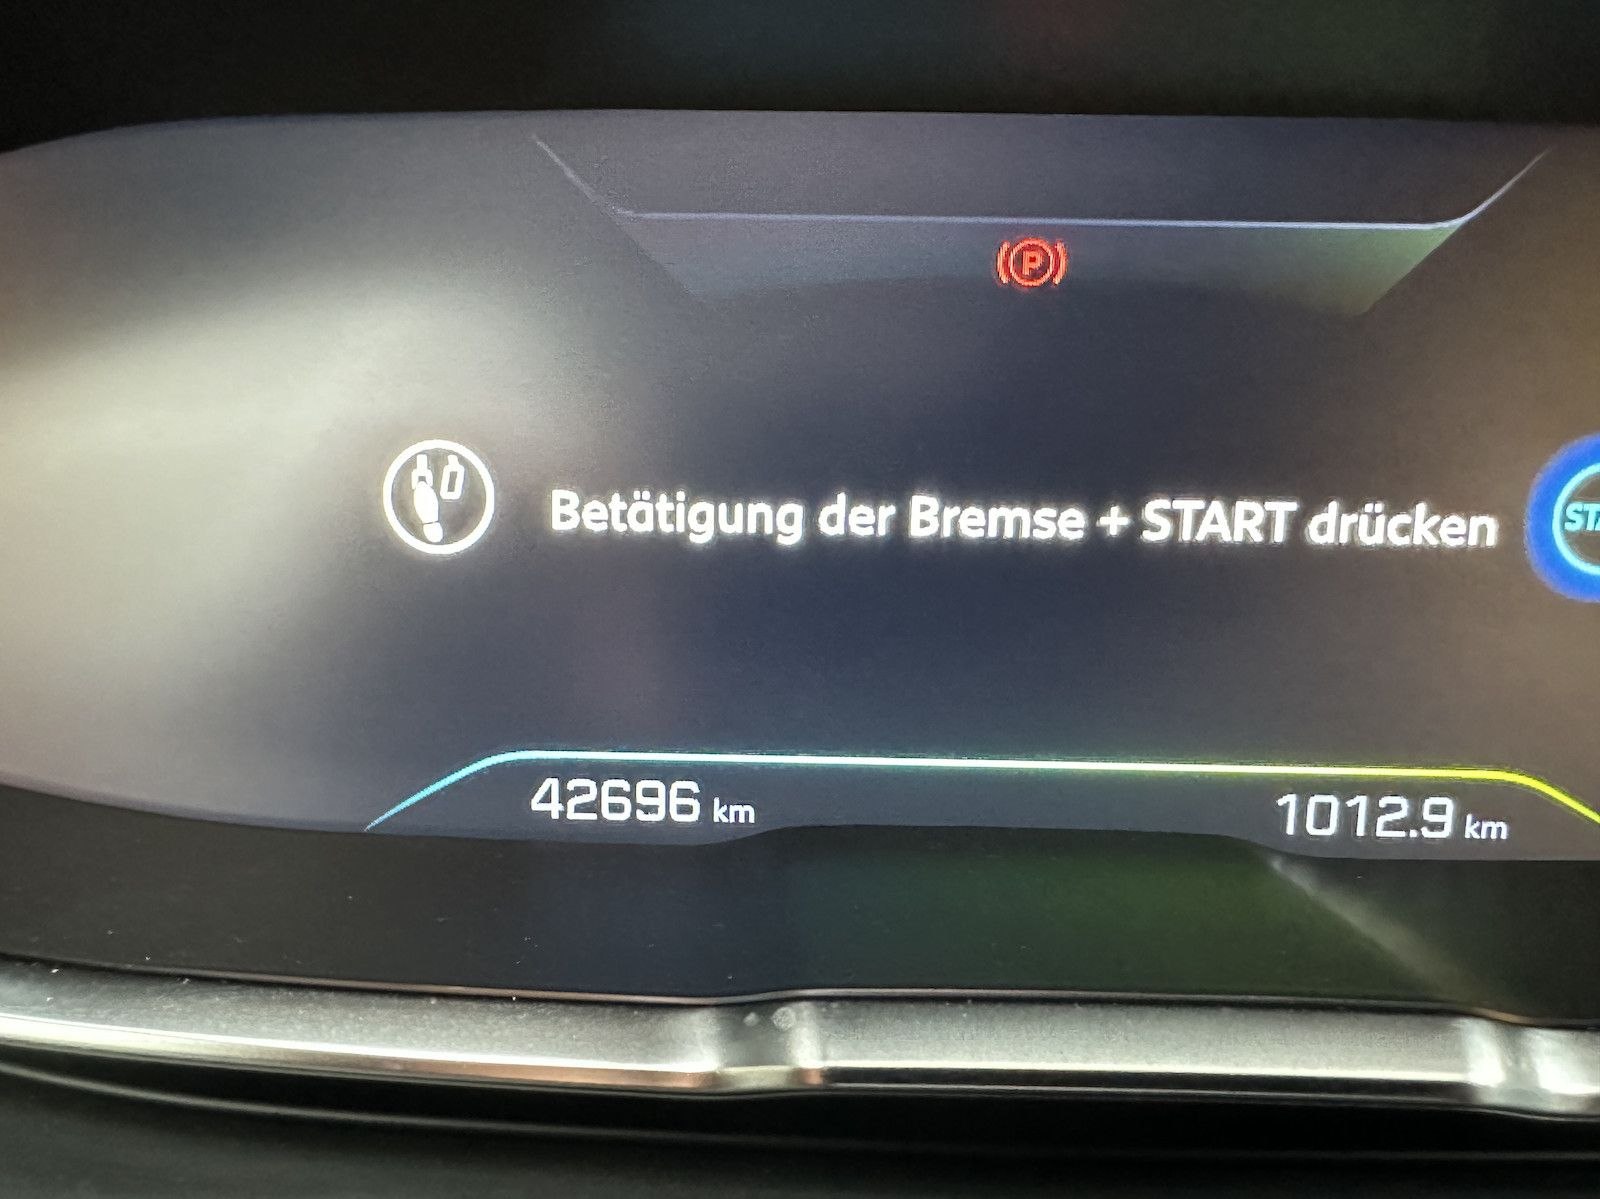 P
Betätigung der Bremse + START drücken
42696 km
1012.9 km